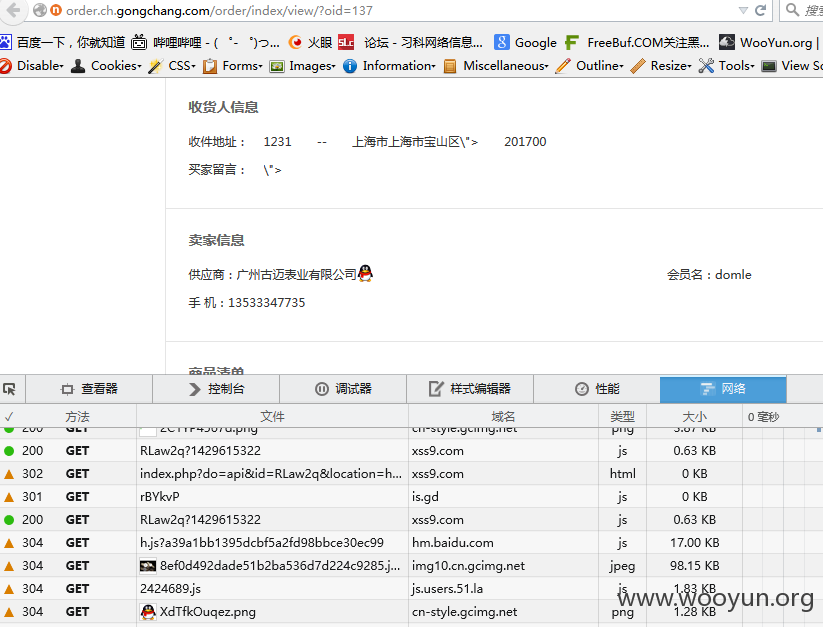 order.ch.gongchang.com/order/index/view/?oid=137 搜
百度一下，你就知道 哔哩哔哩 - ( ゜- ゜)つ… 火眼 SLC 论坛 - 习科网络信息... 8 Google FreeBuf.COM关注黑... WooYun.org |
Disable Cookies CSS Forms Images Information Miscellaneous Outline Resize Tools View So
收货人信息
收件地址： 1231 -- 上海市上海市宝山区\"> 201700
买家留言： \">
卖家信息
供应商：广州古迈表业有限公司 会员名：domle
手 机：13533347735
商品清单
查看器 控制台 调试器 样式编辑器 性能 网络
✓ 方法 文件 域名 类型 大小 0 毫秒
200 GET 2C1YP4507d.png cn-style.gcimg.net png 3.87 KB
200 GET RLaw2q?1429615322 xss9.com js 0.63 KB
302 GET index.php?do=api&id=RLaw2q&location=h... xss9.com html 0 KB
301 GET rBYkvP is.gd js 0 KB
200 GET RLaw2q?1429615322 xss9.com js 0.63 KB
304 GET h.js?a39a1bb1395dcbf5a2fd98bbce30ec99 hm.baidu.com js 17.00 KB
304 GET 8ef0d492dade51b2ba536d7d224c9285.j... img10.cn.gcimg.net jpeg 98.15 KB
304 GET 2424689.js js.users.51.la js 1.83 KB
304 GET XdTfkOuqez.png cn-style.gcimg.net png 1.28 KB
www.wooyun.org